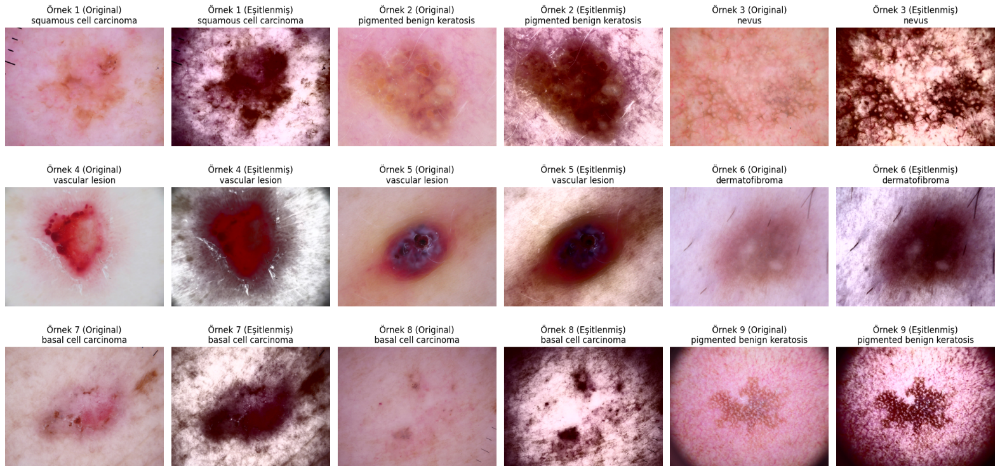 Örnek 1 (Original)
squamous cell carcinoma
Örnek 1 (Eşitlenmiş)
squamous cell carcinoma
Örnek 2 (Original)
pigmented benign keratosis
Örnek 2 (Eşitlenmiş)
pigmented benign keratosis
Örnek 3 (Original)
nevus
Örnek 3 (Eşitlenmiş)
nevus
Örnek 4 (Original)
vascular lesion
Örnek 4 (Eşitlenmiş)
vascular lesion
Örnek 5 (Original)
vascular lesion
Örnek 5 (Eşitlenmiş)
vascular lesion
Örnek 6 (Original)
dermatofibroma
Örnek 6 (Eşitlenmiş)
dermatofibroma
Örnek 7 (Original)
basal cell carcinoma
Örnek 7 (Eşitlenmiş)
basal cell carcinoma
Örnek 8 (Original)
basal cell carcinoma
Örnek 8 (Eşitlenmiş)
basal cell carcinoma
Örnek 9 (Original)
pigmented benign keratosis
Örnek 9 (Eşitlenmiş)
pigmented benign keratosis